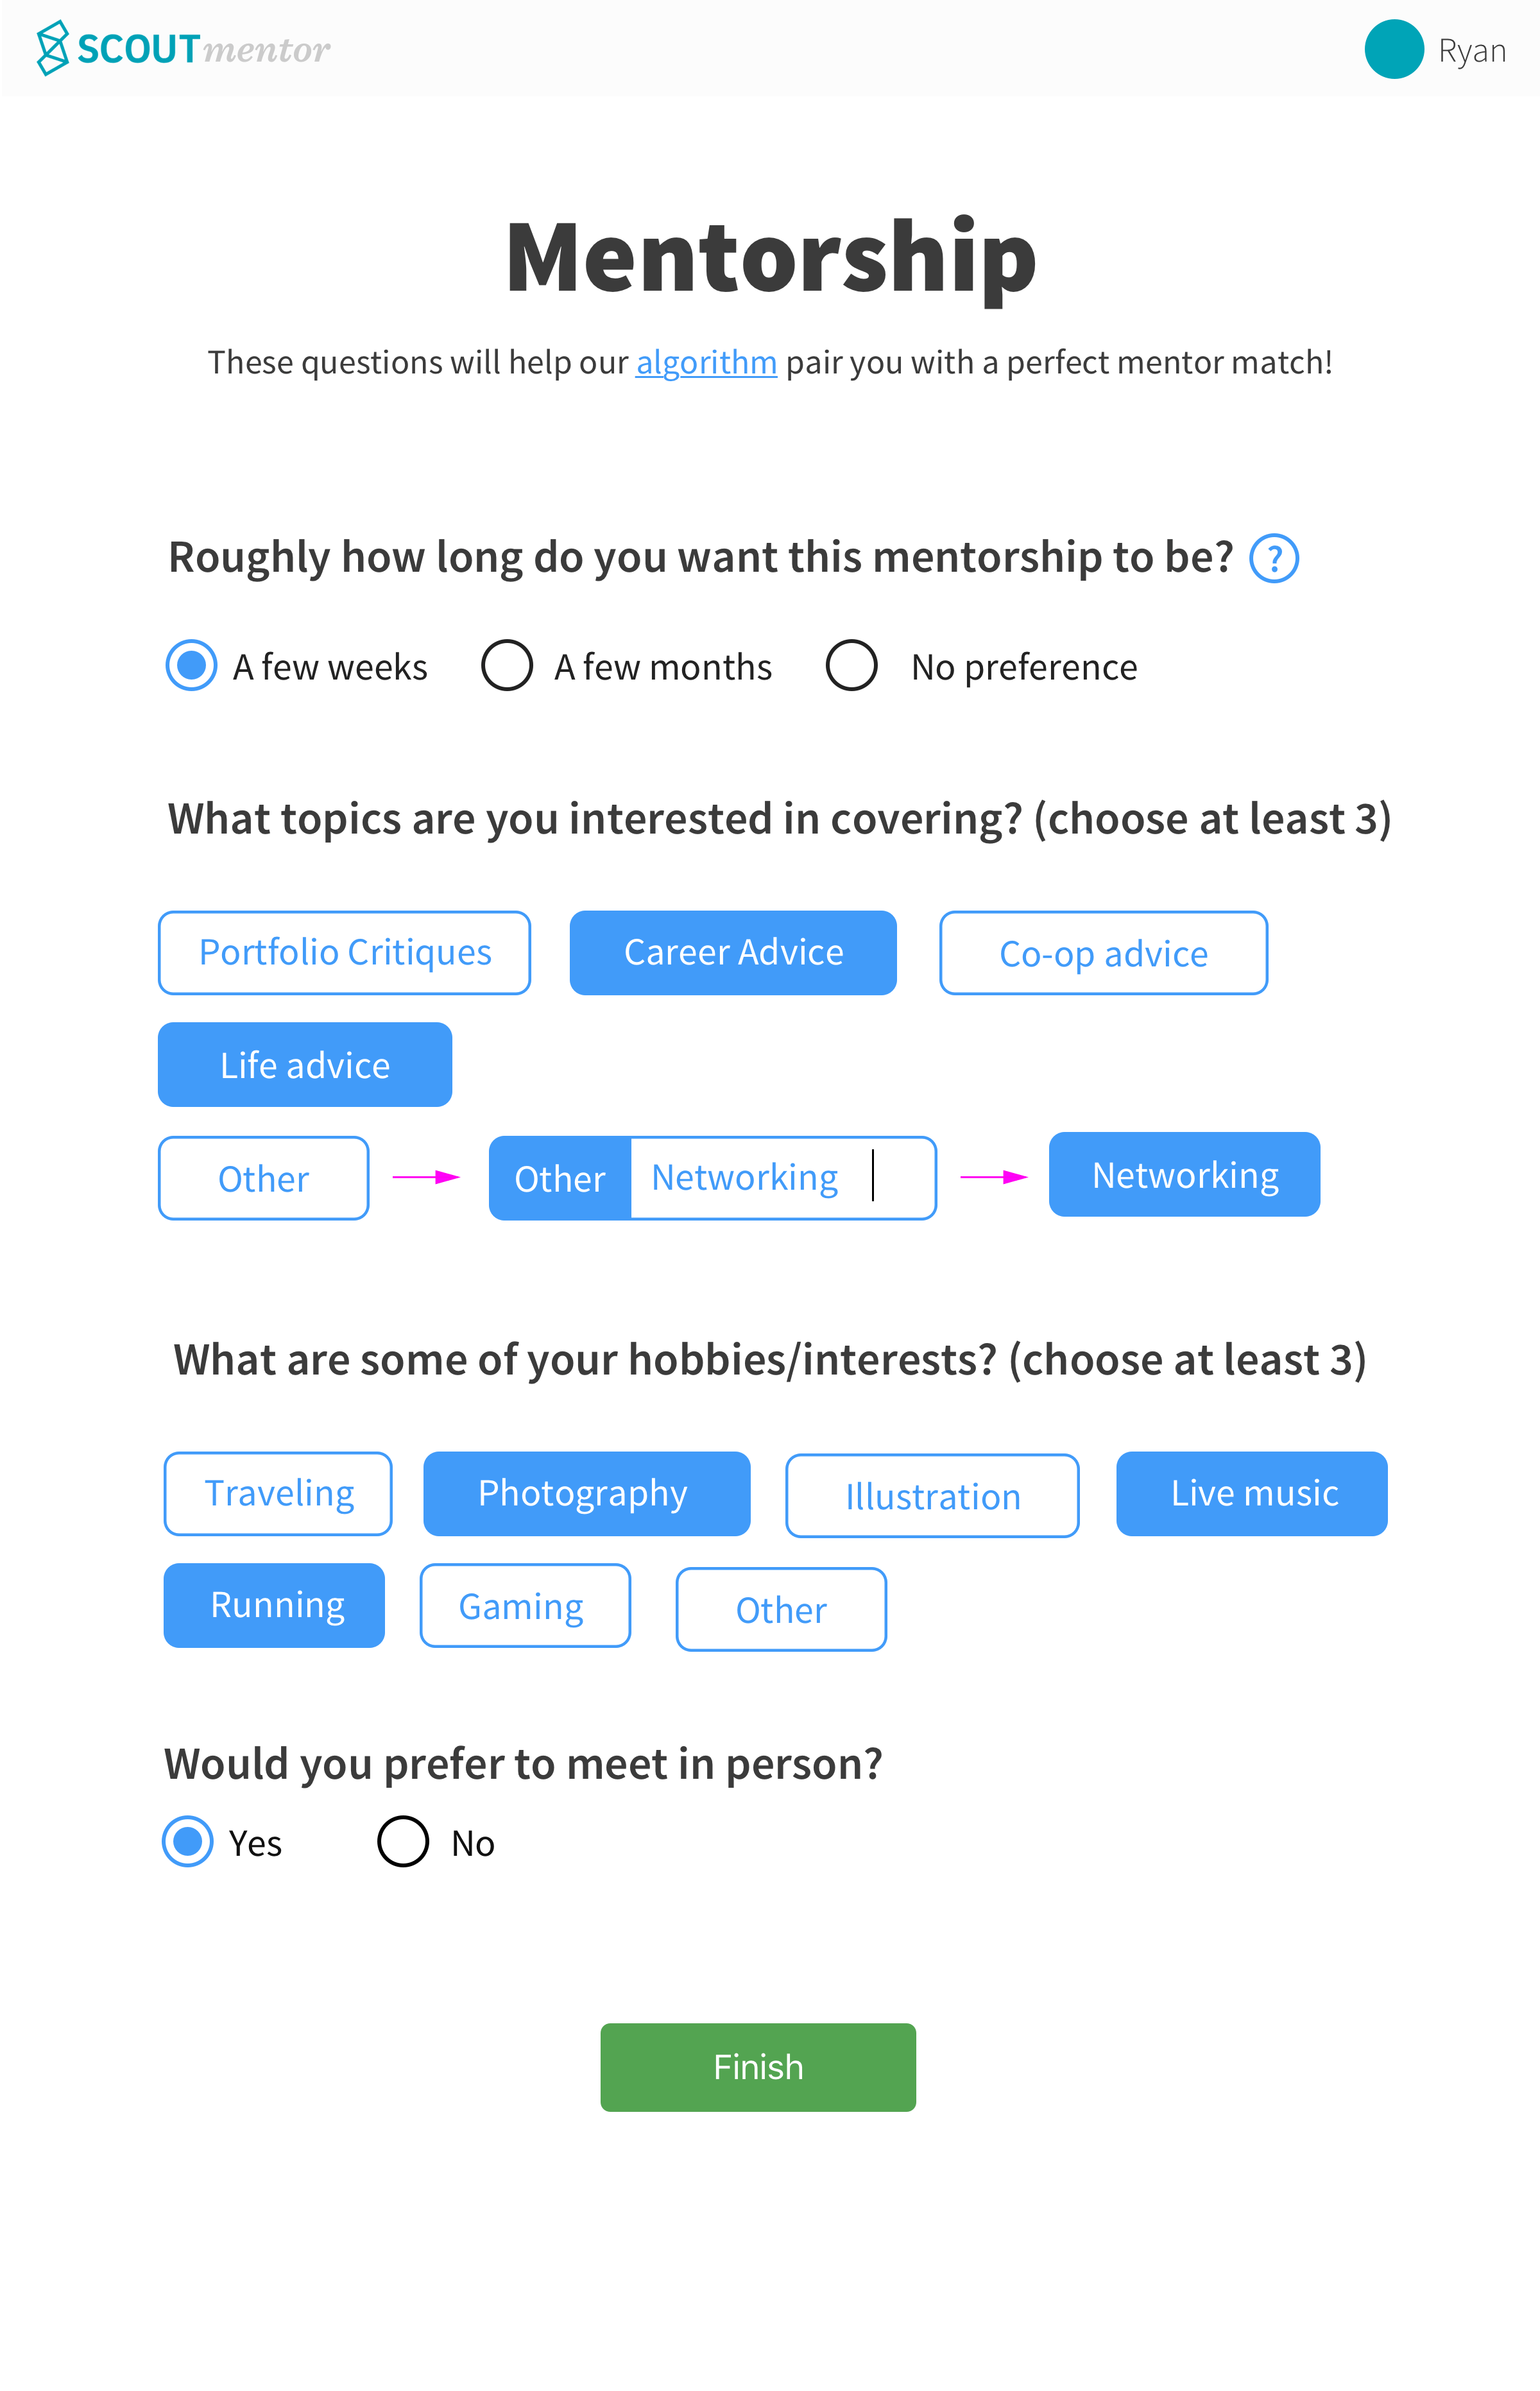 SCOUT mentor
Ryan
Mentorship
These questions will help our algorithm pair you with a perfect mentor match!
Roughly how long do you want this mentorship to be? ?
A few weeks A few months No preference
What topics are you interested in covering? (choose at least 3)
Portfolio Critiques Career Advice Co-op advice
Life advice
Other Other Networking Networking
What are some of your hobbies/interests? (choose at least 3)
Traveling Photography Illustration Live music
Running Gaming Other
Would you prefer to meet in person?
Yes No
Finish